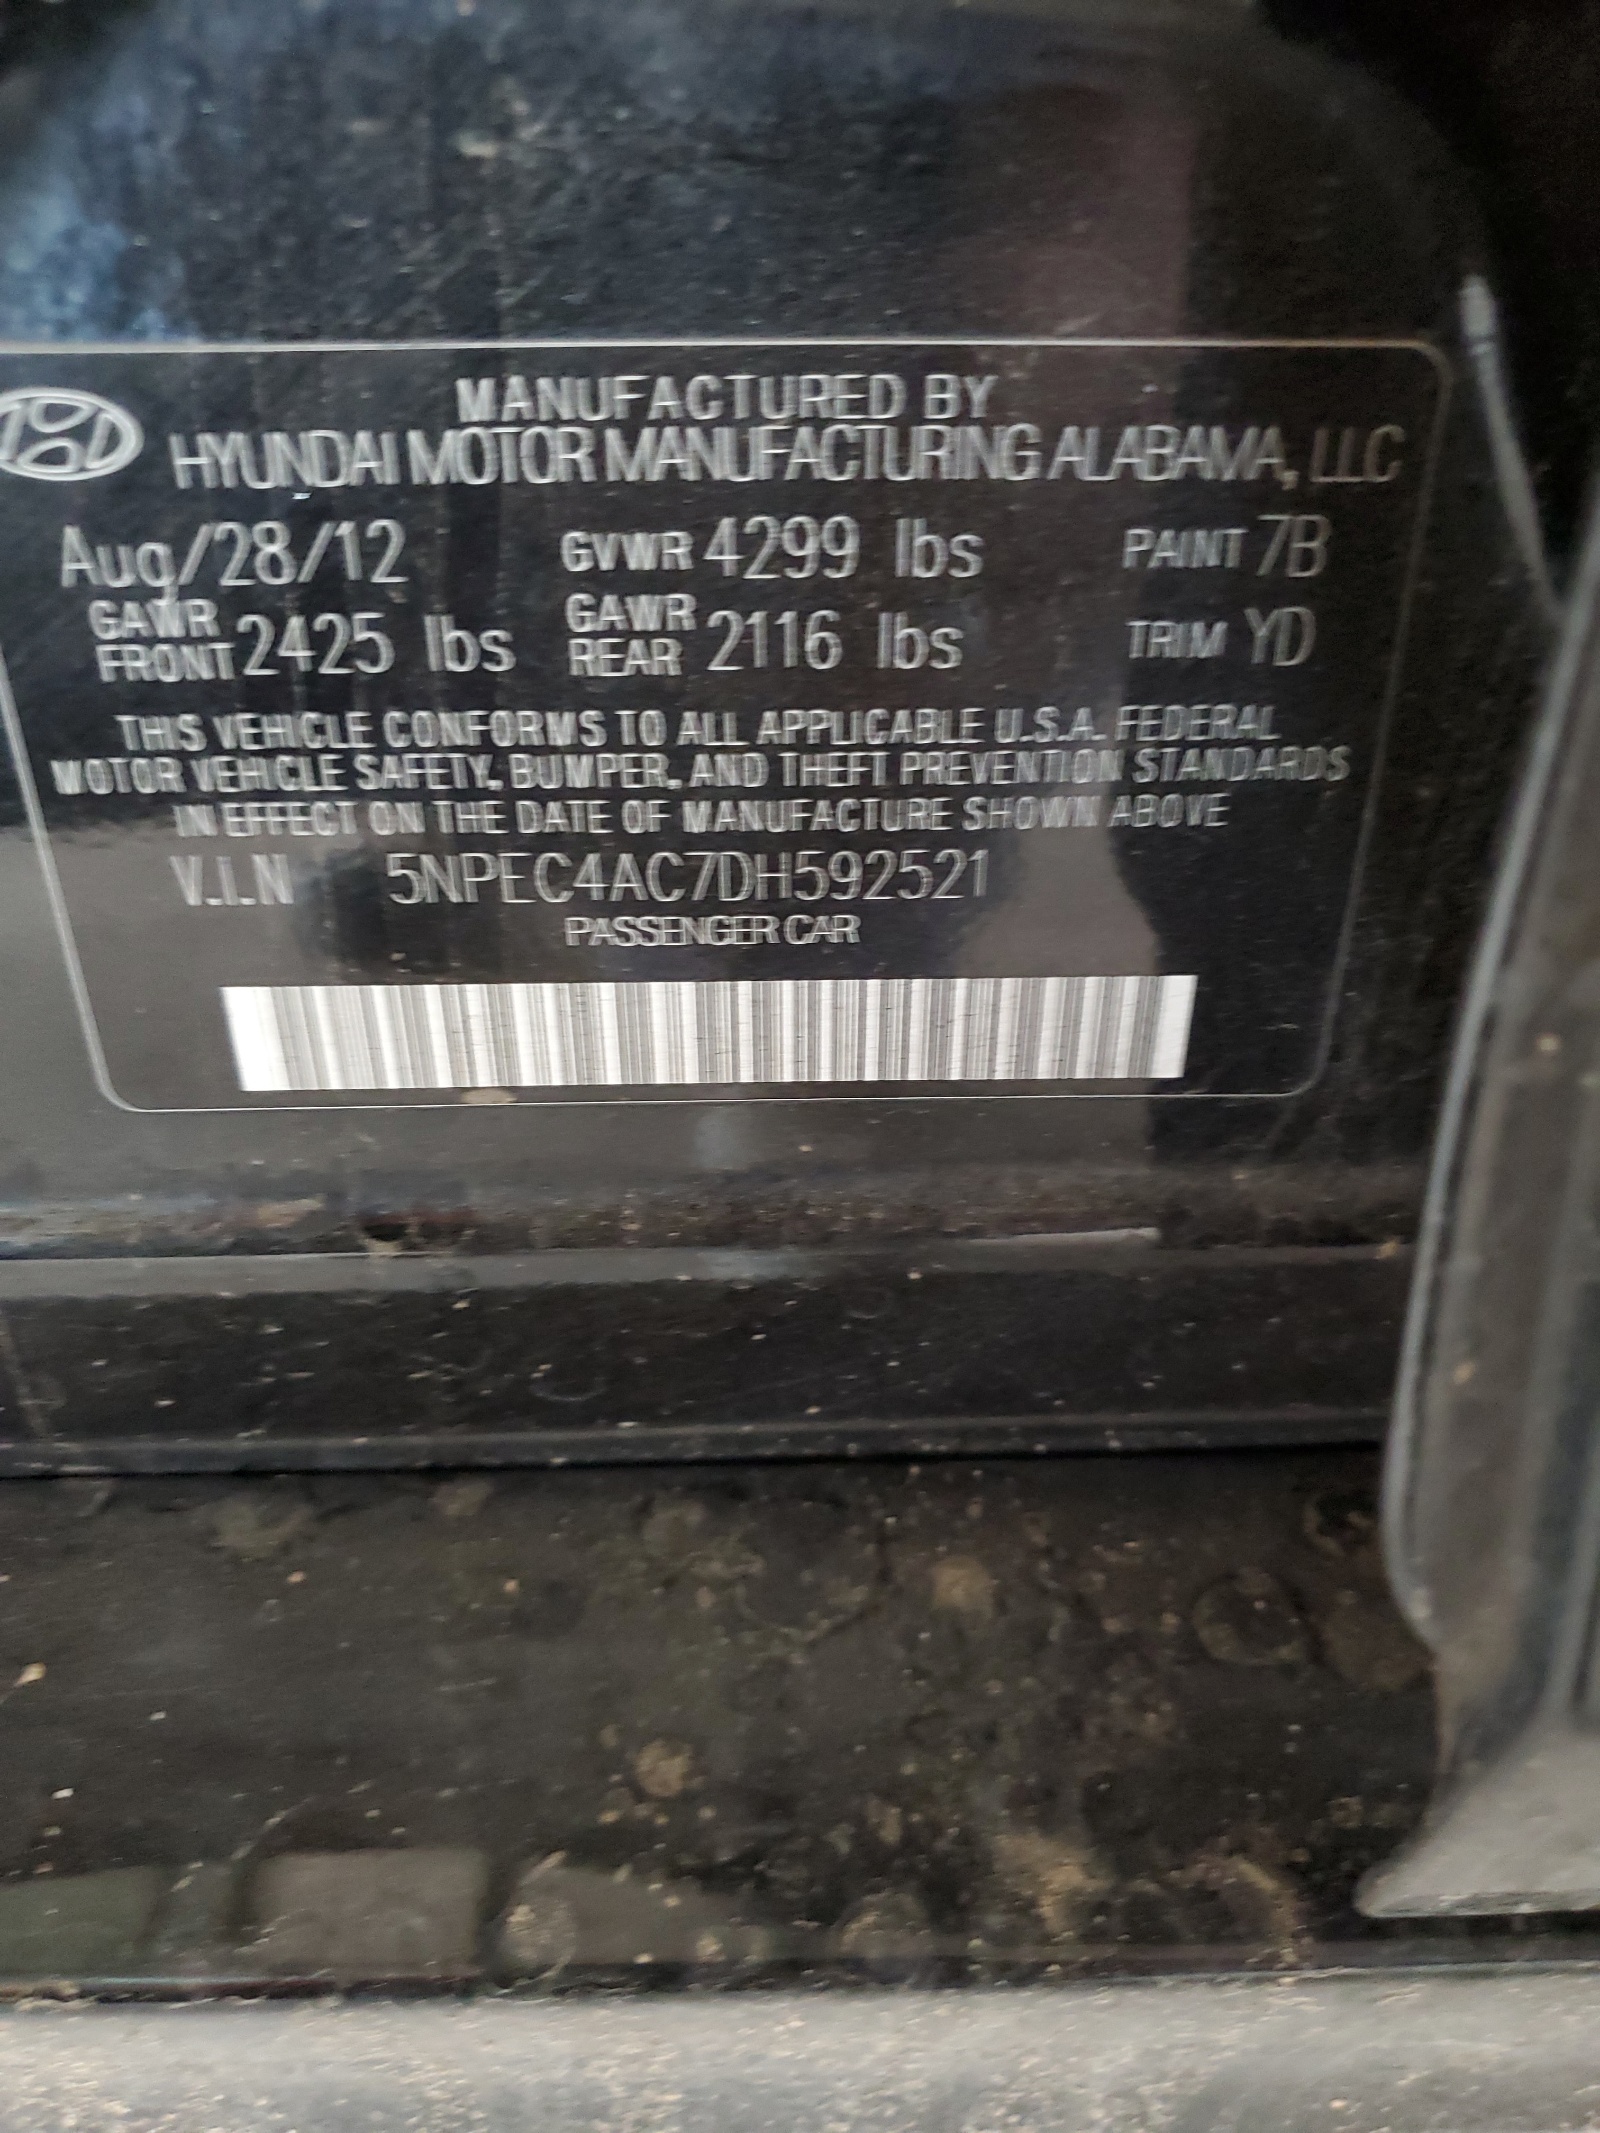 MANUFACTURED BY
HYUNDAI MOTOR MANUFACTURING ALABAMA, LLC
Aug/28/12 GVWR 4299 lbs PAINT 7B
GAWR FRONT 2425 lbs GAWR REAR 2116 lbs TRIM YD
THIS VEHICLE CONFORMS TO ALL APPLICABLE U.S.A. FEDERAL
MOTOR VEHICLE SAFETY, BUMPER, AND THEFT PREVENTION STANDARDS
IN EFFECT ON THE DATE OF MANUFACTURE SHOWN ABOVE
V.I.N 5NPEC4AC7DH592521
PASSENGER CAR